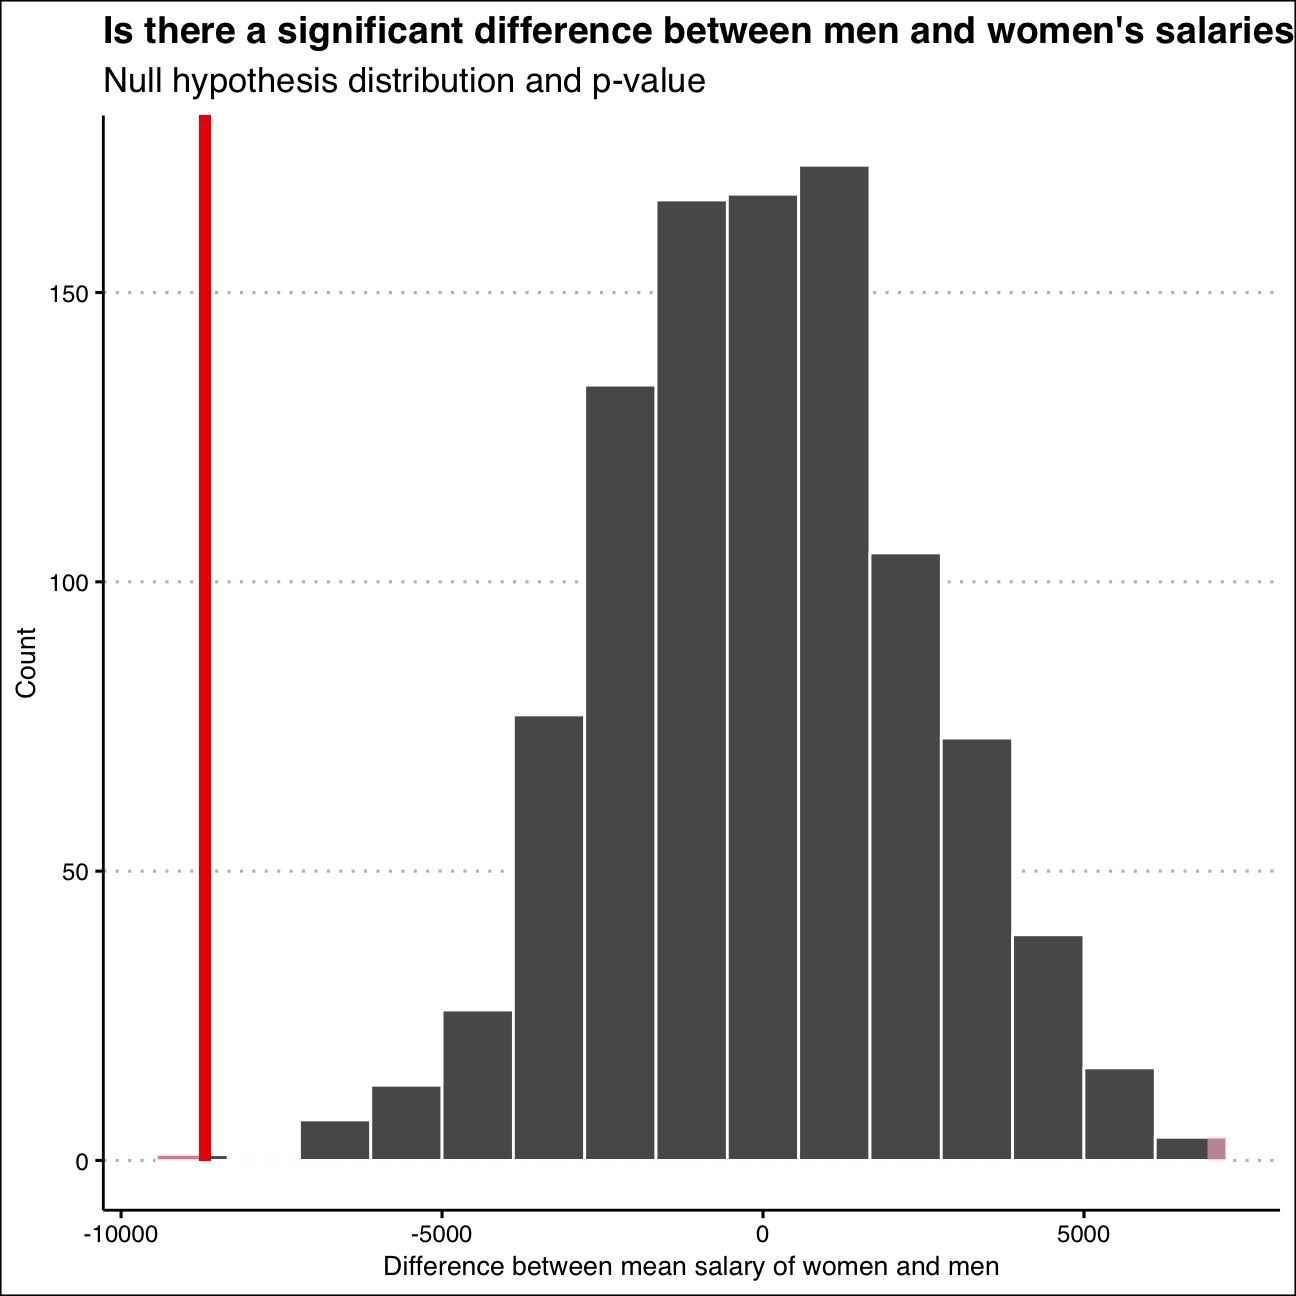 Is there a significant difference between men and women's salaries
Null hypothesis distribution and p-value
150
100
50
0
Count
-10000
-5000
0
5000
Difference between mean salary of women and men